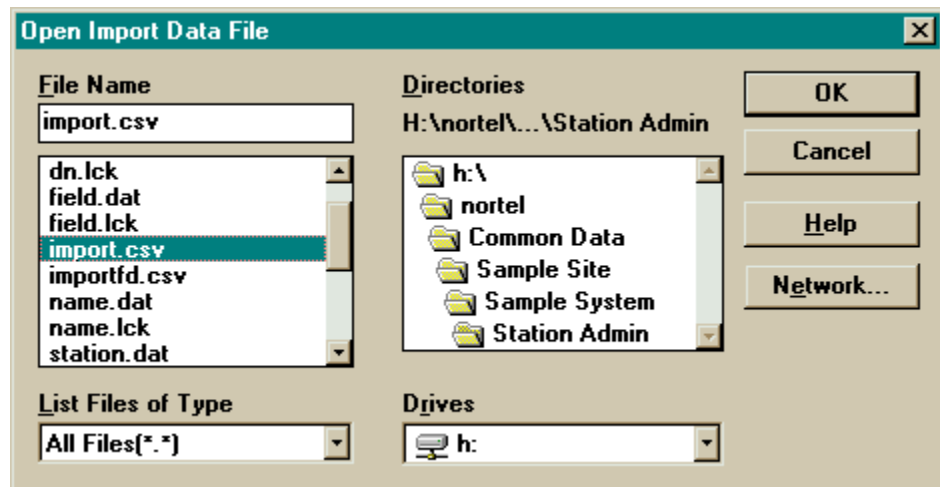 Open Import Data File
File Name
import.csv
dn.lck
field.dat
field.lck
import.csv
importfd.csv
name.dat
name.lck
station.dat
List Files of Type
All Files(*.*)
Directories
H:\nortel\...\Station Admin
h:\
nortel
Common Data
Sample Site
Sample System
Station Admin
Drives
h:
OK
Cancel
Help
Network...